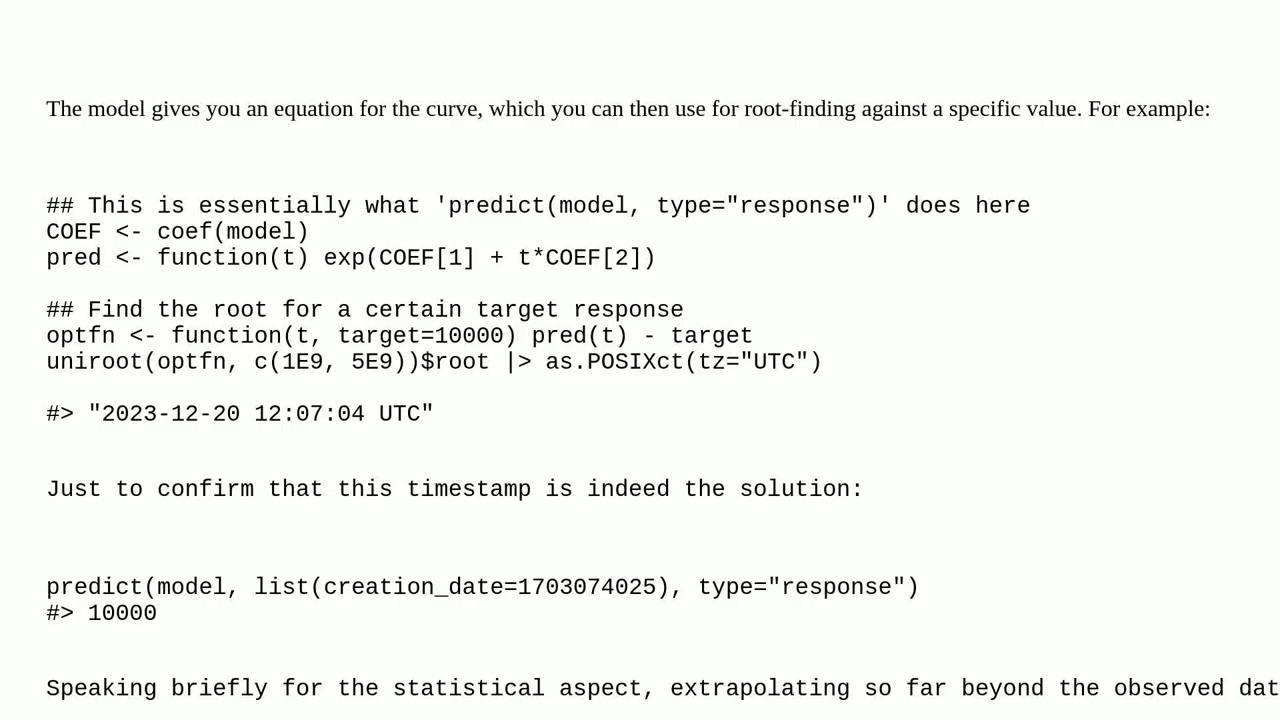 The model gives you an equation for the curve, which you can then use for root-finding against a specific value. For example:
## This is essentially what 'predict(model, type="response")' does here
COEF <- coef(model)
pred <- function(t) exp(COEF[1] + t*COEF[2])
## Find the root for a certain target response
optfn <- function(t, target=10000) pred(t) - target
uniroot(optfn, c(1E9, 5E9))$root |> as.POSIXct(tz="UTC")
#> "2023-12-20 12:07:04 UTC"
Just to confirm that this timestamp is indeed the solution:
predict(model, list(creation_date=1703074025), type="response")
#> 10000
Speaking briefly for the statistical aspect, extrapolating so far beyond the observed dat